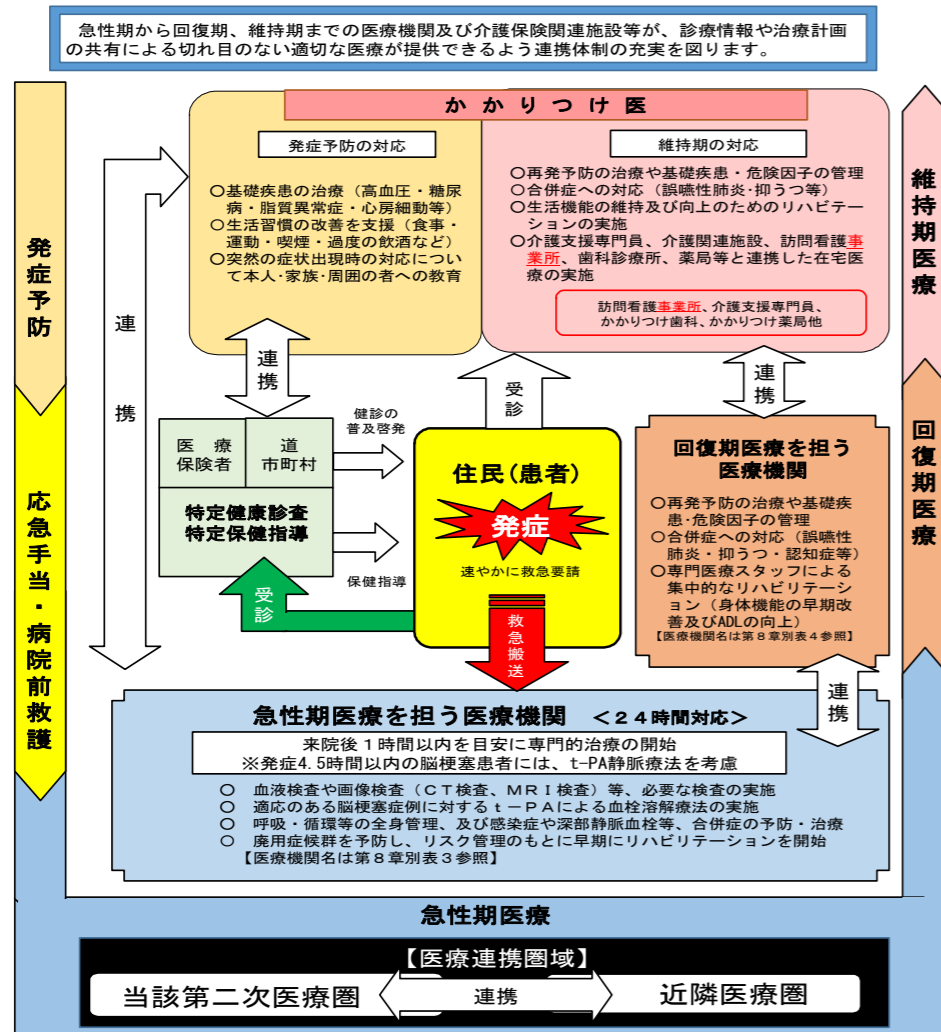 急性期から回復期、維持期までの医療機関及び介護保険関連施設等が、診療情報や治療計画
の共有による切れ目のない適切な医療が提供できるよう連携体制の充実を図ります。
かかりつけ医
発症予防の対応
○基礎疾患の治療（高血圧・糖尿
病・脂質異常症・心房細動等）
○生活習慣の改善を支援（食事・
運動・喫煙・過度の飲酒など）
○突然の症状出現時の対応につい
て本人･家族･周囲の者への教育
維持期の対応
○再発予防の治療や基礎疾患・危険因子の管理
○合併症への対応（誤嚥性肺炎･抑うつ等）
○生活機能の維持及び向上のためのリハビテー
ションの実施
○介護支援専門員、介護関連施設、訪問看護事
業所、歯科診療所、薬局等と連携した在宅医
療の実施
訪問看護事業所、介護支援専門員、
かかりつけ歯科、かかりつけ薬局他
発症予防
応急手当・病院前救護
維持期医療
回復期医療
連携
連携
受診
連携
医療
保険者
道
市町村
特定健康診査
特定保健指導
健診の
普及啓発
保健指導
受診
住民(患者)
発症
速やかに救急要請
救急搬送
回復期医療を担う
医療機関
○再発予防の治療や基礎疾
患･危険因子の管理
○合併症への対応（誤嚥性
肺炎・抑うつ・認知症等）
○専門医療スタッフによる
集中的なリハビリテーシ
ョン（身体機能の早期改
善及びADLの向上）
【医療機関名は第８章別表４参照】
連携
急性期医療を担う医療機関　＜２４時間対応＞
来院後１時間以内を目安に専門的治療の開始
※発症4.5時間以内の脳梗塞患者には、t-PA静脈療法を考慮
○　血液検査や画像検査（ＣＴ検査、ＭＲＩ検査）等、必要な検査の実施
○　適応のある脳梗塞症例に対するｔ－ＰＡによる血栓溶解療法の実施
○　呼吸・循環等の全身管理、及び感染症や深部静脈血栓等、合併症の予防・治療
○　廃用症候群を予防し、リスク管理のもとに早期にリハビリテーションを開始
【医療機関名は第８章別表３参照】
急性期医療
【医療連携圏域】
当該第二次医療圏
連携
近隣医療圏